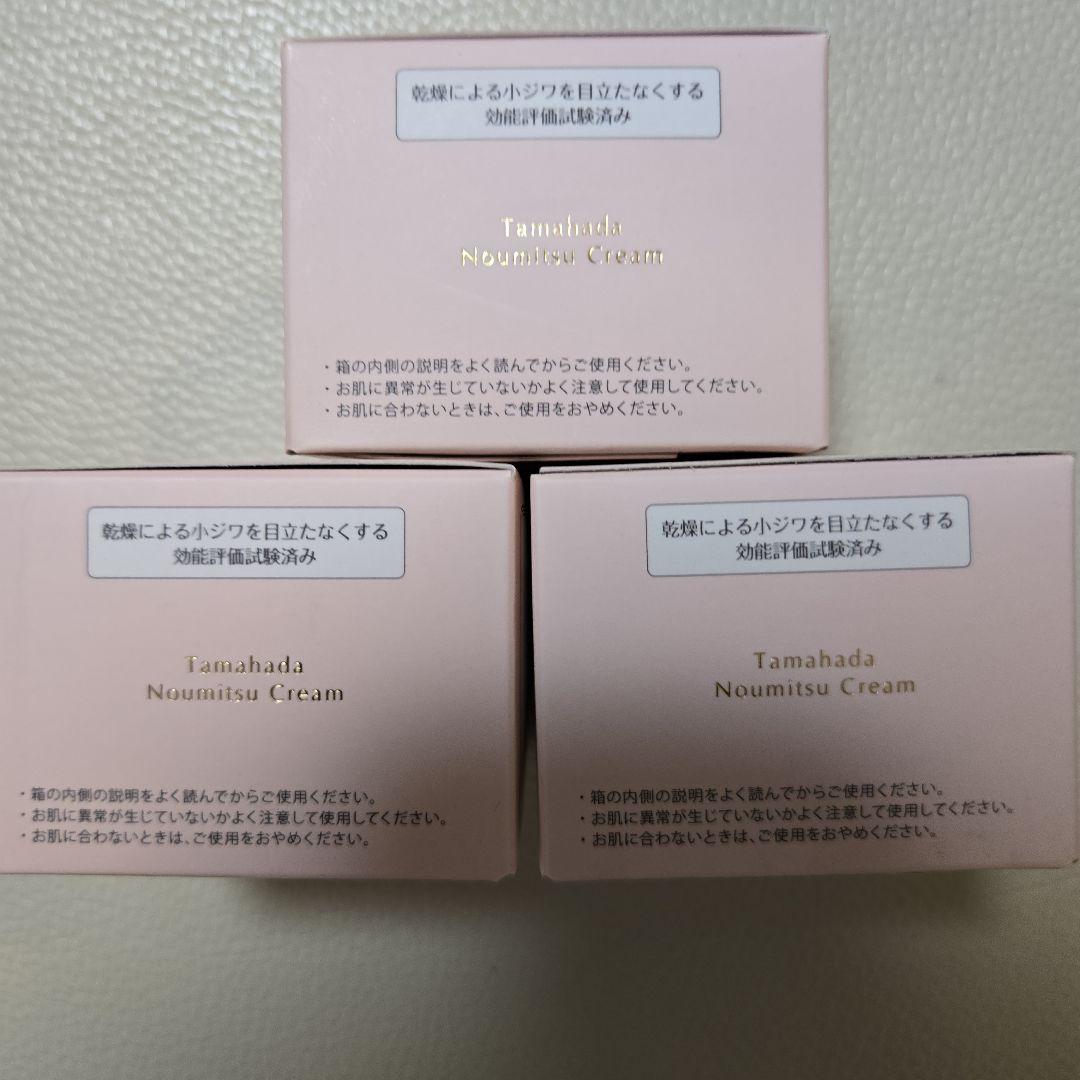 乾燥による小ジワを目立たなくする
効能評価試験済み
Tamahada
Noumitsu Cream
・箱の内側の説明をよく読んでからご使用ください。
・お肌に異常が生じていないかよく注意して使用してください。
・お肌に合わないときは、ご使用をおやめください。
乾燥による小ジワを目立たなくする
効能評価試験済み
Tamahada
Noumitsu Cream
・箱の内側の説明をよく読んでからご使用ください。
・お肌に異常が生じていないかよく注意して使用してください。
・お肌に合わないときは、ご使用をおやめください。
乾燥による小ジワを目立たなくする
効能評価試験済み
Tamahada
Noumitsu Cream
・箱の内側の説明をよく読んでからご使用ください。
・お肌に異常が生じていないかよく注意して使用してください。
・お肌に合わないときは、ご使用をおやめください。